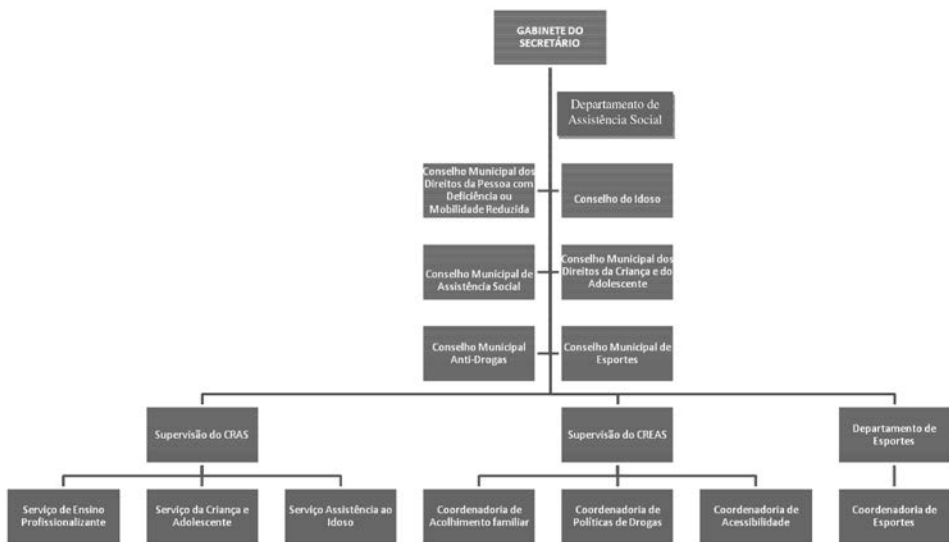 GABINETE DO
SECRETÁRIO
Departamento de
Assistência Social
Conselho Municipal dos
Direitos da Pessoa com
Deficiência ou
Mobilidade Reduzida
Conselho do Idoso
Conselho Municipal de
Assistência Social
Conselho Municipal dos
Direitos da Criança e do
Adolescente
Conselho Municipal
Anti-Drogas
Conselho Municipal de
Esportes
Supervisão do CRAS
Supervisão do CREAS
Departamento de
Esportes
Serviço de Ensino
Profissionalizante
Serviço da Criança e
Adolescente
Serviço Assistência ao
Idoso
Coordenadoria de
Acolhimento familiar
Coordenadoria de
Políticas de Drogas
Coordenadoria de
Acessibilidade
Coordenadoria de
Esportes